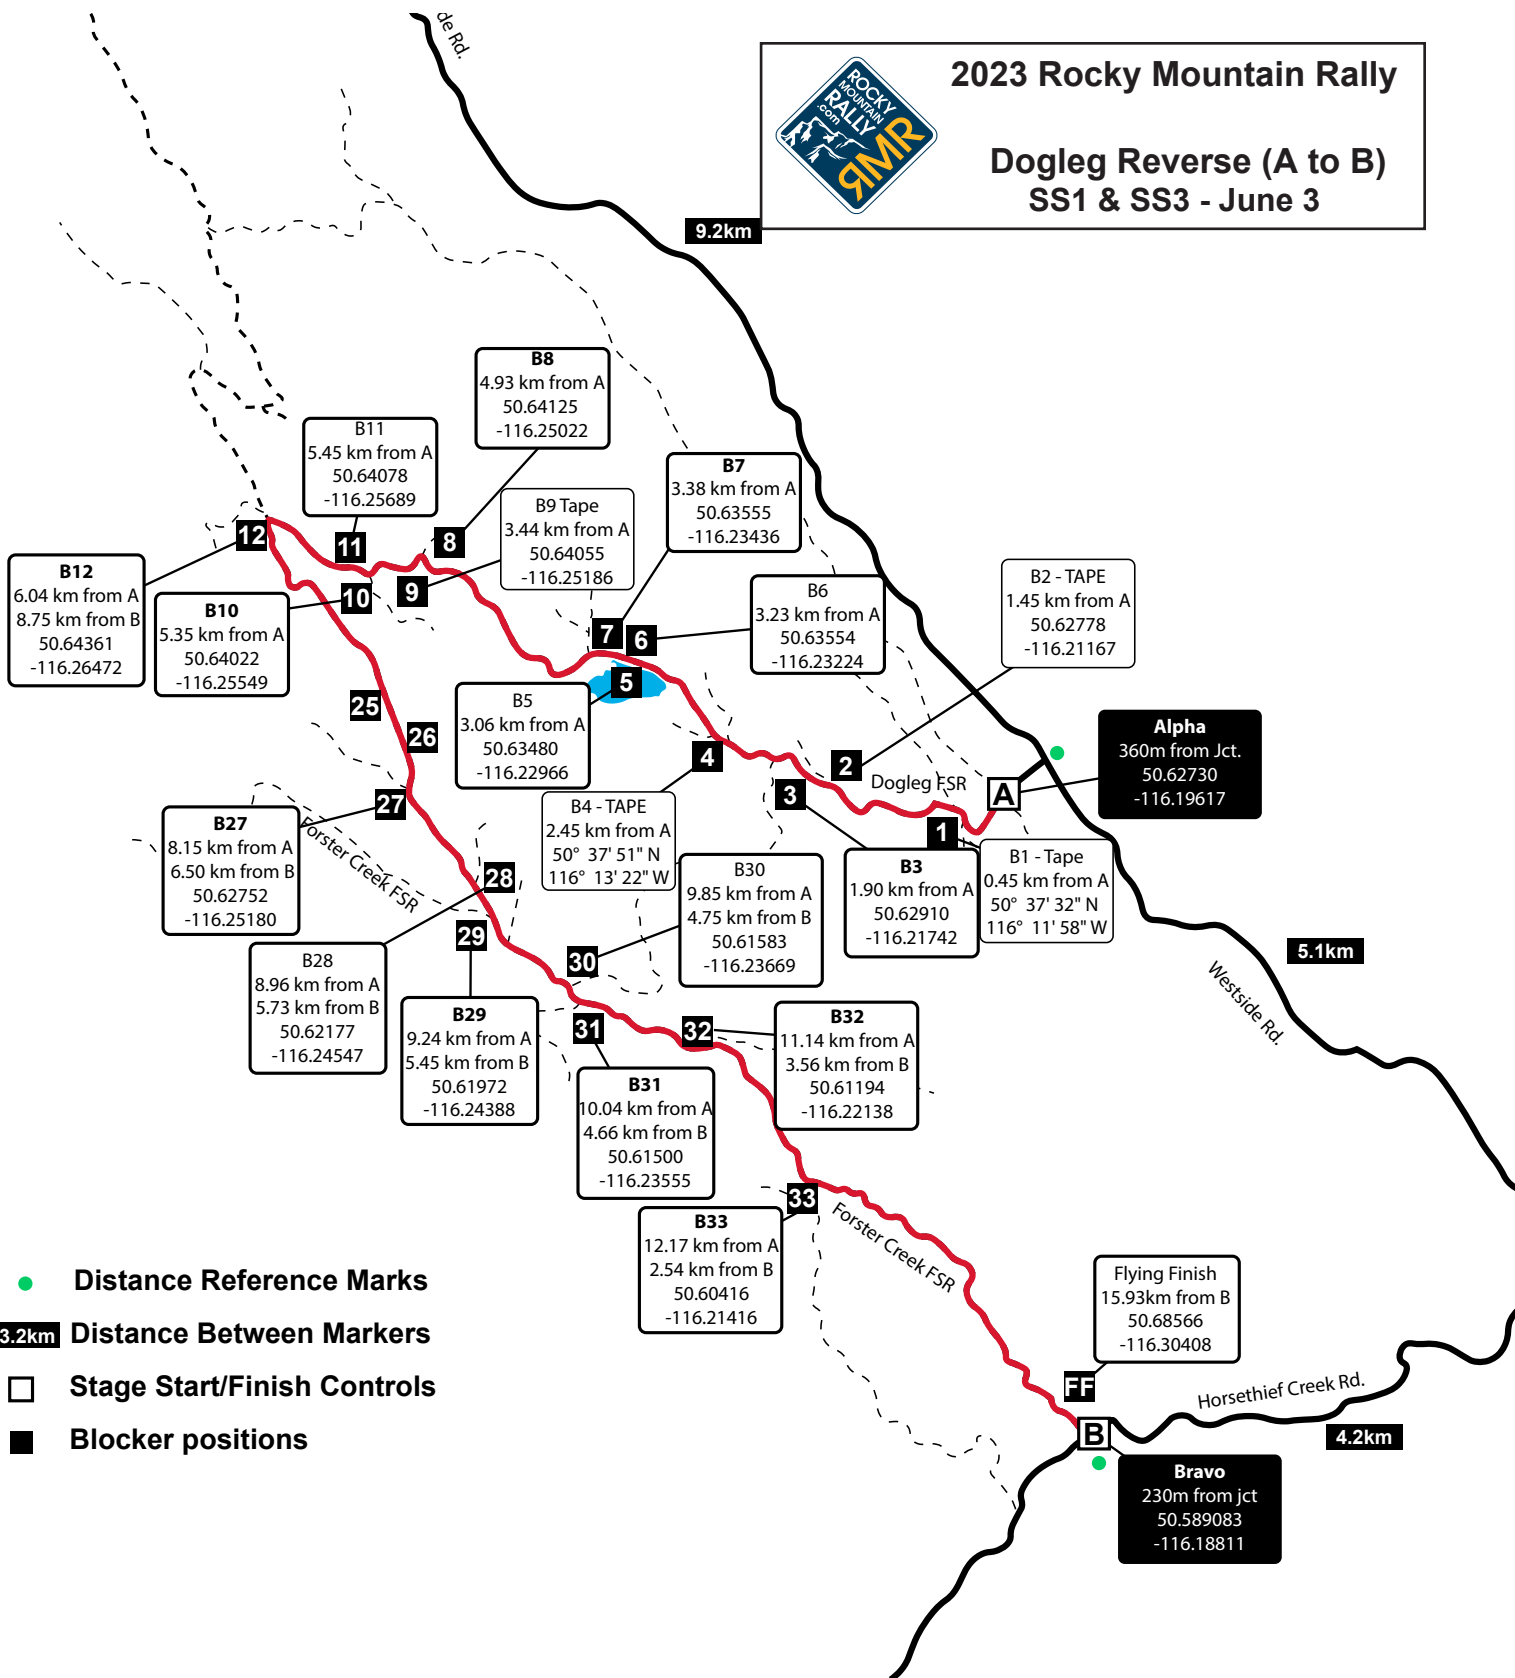 de Rd.
2023 Rocky Mountain Rally
Dogleg Reverse (A to B)
SS1 & SS3 - June 3
ROCKY
MOUNTAIN
RALLY
.com
RMR
9.2km
B8
4.93 km from A
50.64125
-116.25022
B11
5.45 km from A
50.64078
-116.25689
B7
3.38 km from A
50.63555
-116.23436
B9 Tape
3.44 km from A
50.64055
-116.25186
12
11
8
9
10
B12
6.04 km from A
8.75 km from B
50.64361
-116.26472
B10
5.35 km from A
50.64022
-116.25549
B6
3.23 km from A
50.63554
-116.23224
B2 - TAPE
1.45 km from A
50.62778
-116.21167
7
6
5
25
26
B5
3.06 km from A
50.63480
-116.22966
4
2
3
Dogleg FSR
A
1
Alpha
360m from Jct.
50.62730
-116.19617
27
B27
8.15 km from A
6.50 km from B
50.62752
-116.25180
Forster Creek FSR
B4 - TAPE
2.45 km from A
50° 37' 51" N
116° 13' 22" W
B30
9.85 km from A
4.75 km from B
50.61583
-116.23669
B3
1.90 km from A
50.62910
-116.21742
B1 - Tape
0.45 km from A
50° 37' 32" N
116° 11' 58" W
28
29
30
5.1km
Westside Rd.
B28
8.96 km from A
5.73 km from B
50.62177
-116.24547
B29
9.24 km from A
5.45 km from B
50.61972
-116.24388
31
32
B32
11.14 km from A
3.56 km from B
50.61194
-116.22138
B31
10.04 km from A
4.66 km from B
50.61500
-116.23555
33
B33
12.17 km from A
2.54 km from B
50.60416
-116.21416
Forster Creek FSR
Flying Finish
15.93km from B
50.68566
-116.30408
FF
Horsethief Creek Rd.
B
4.2km
Bravo
230m from jct
50.589083
-116.18811
Distance Reference Marks
3.2km Distance Between Markers
Stage Start/Finish Controls
Blocker positions